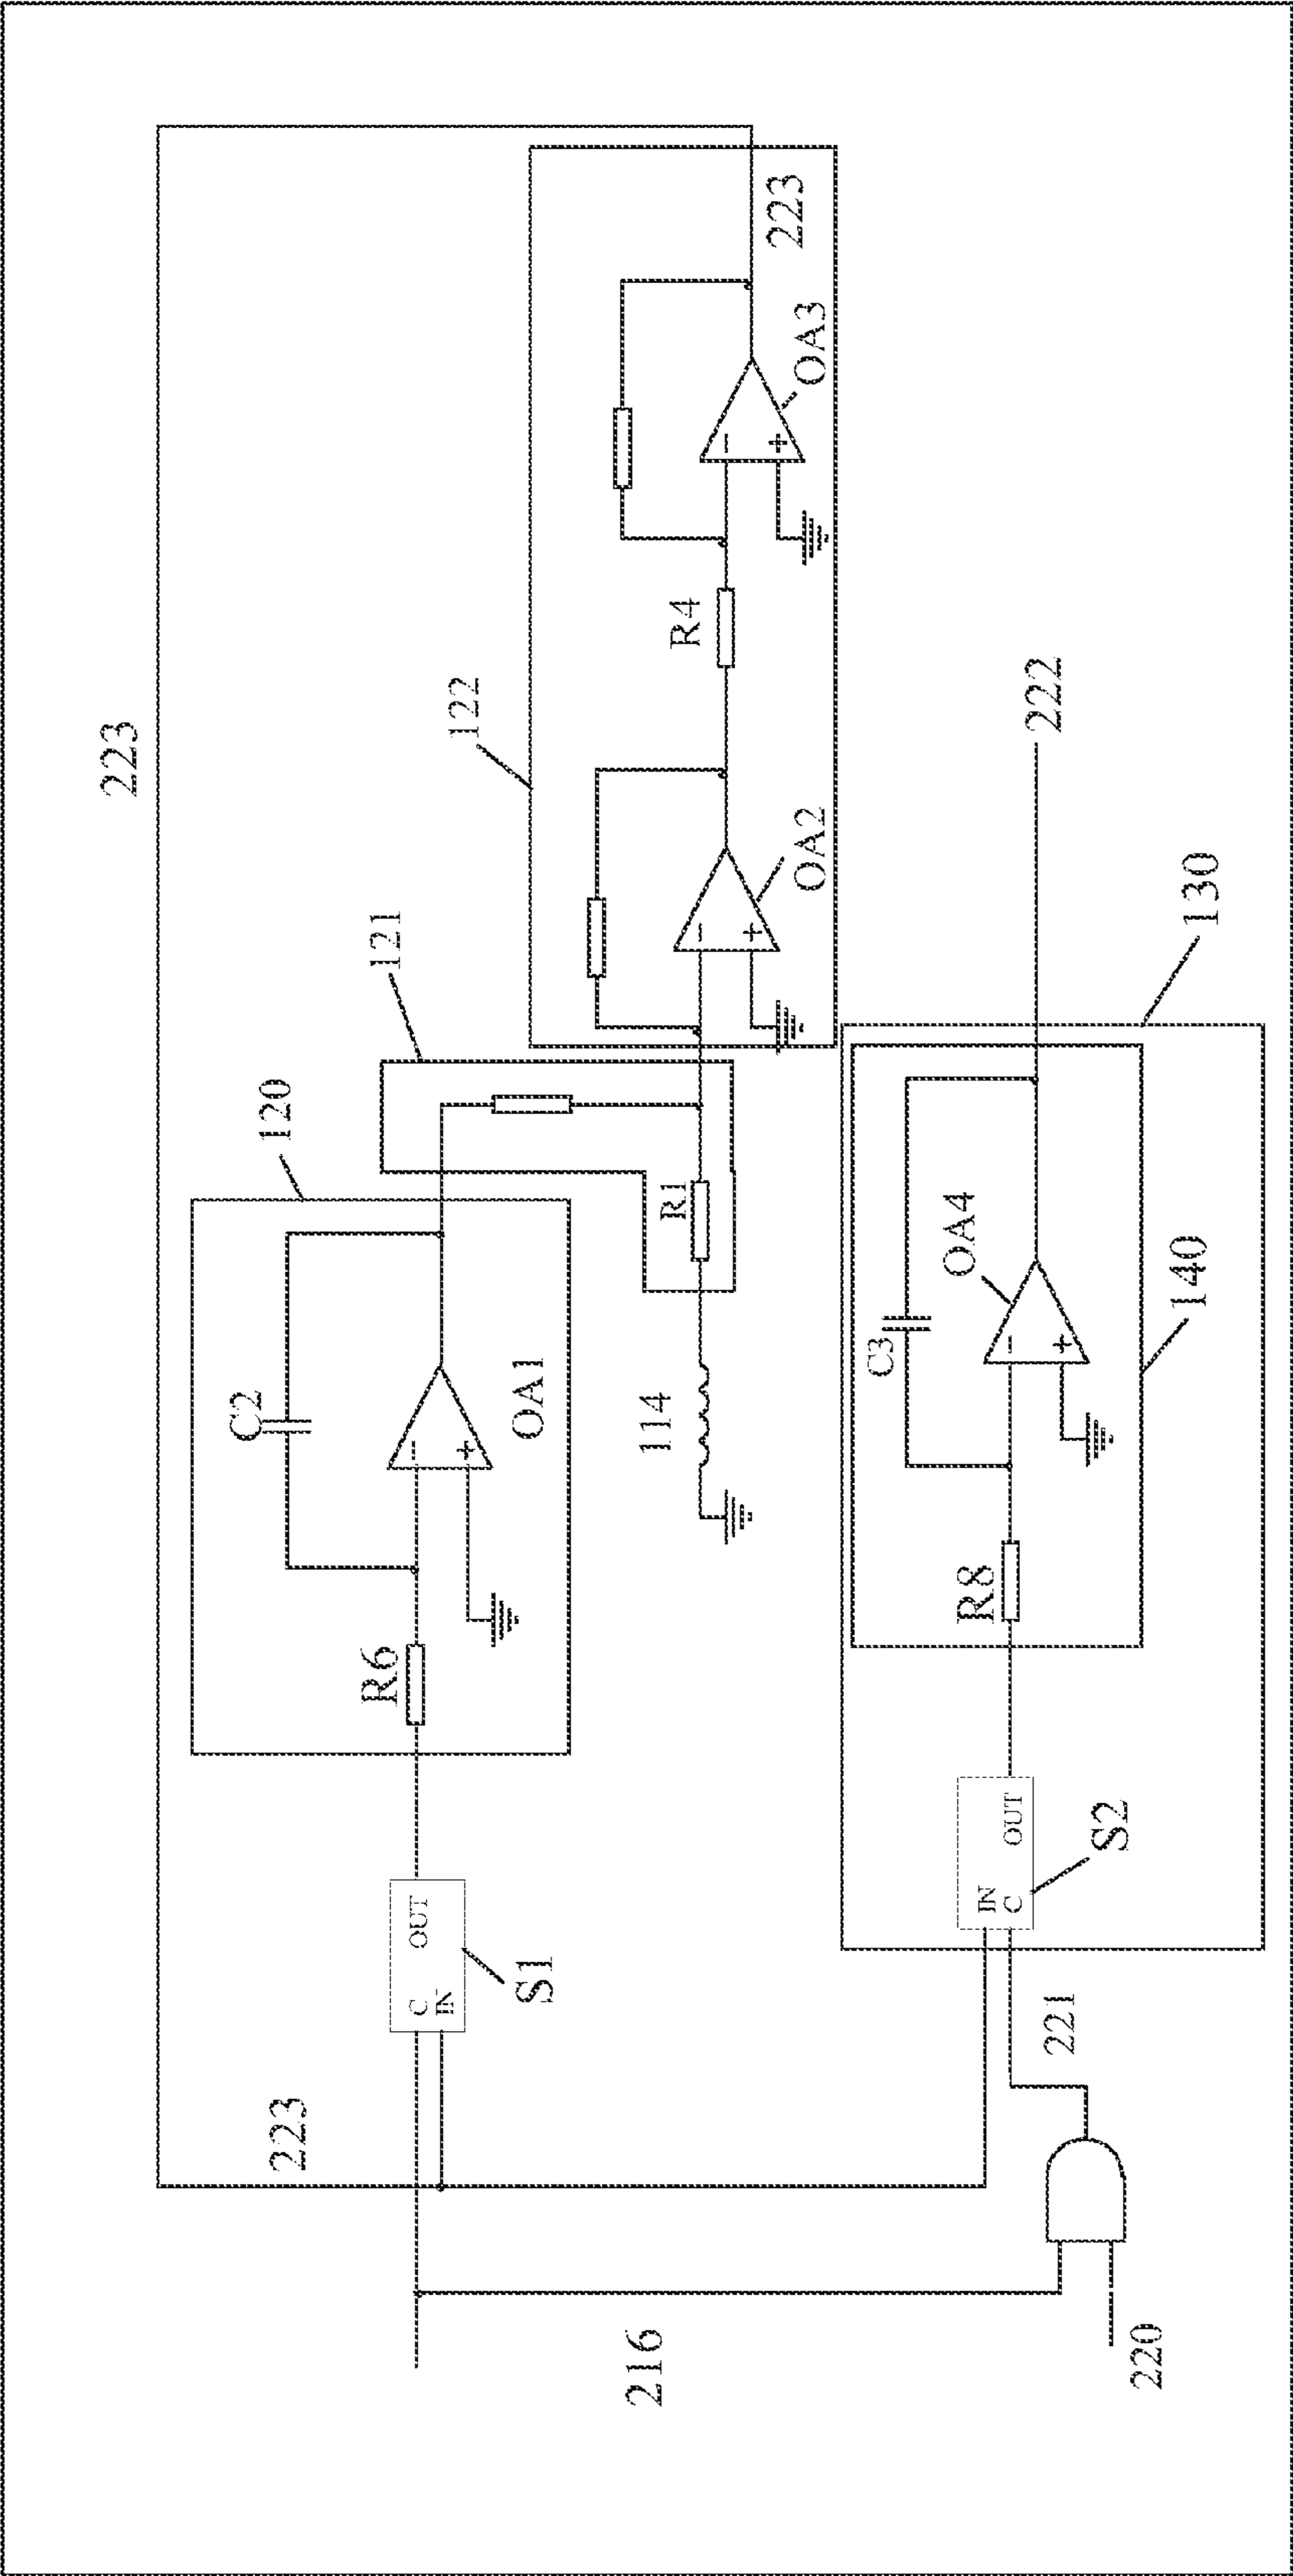 223
223
122
R4
OA3
OA2
121
120
C2
OA1
R6
R1
114
C
IN
OUT
S1
223
216
220
221
IN
C
OUT
S2
R8
C3
OA4
140
130
222
- +
- +
- +
- +